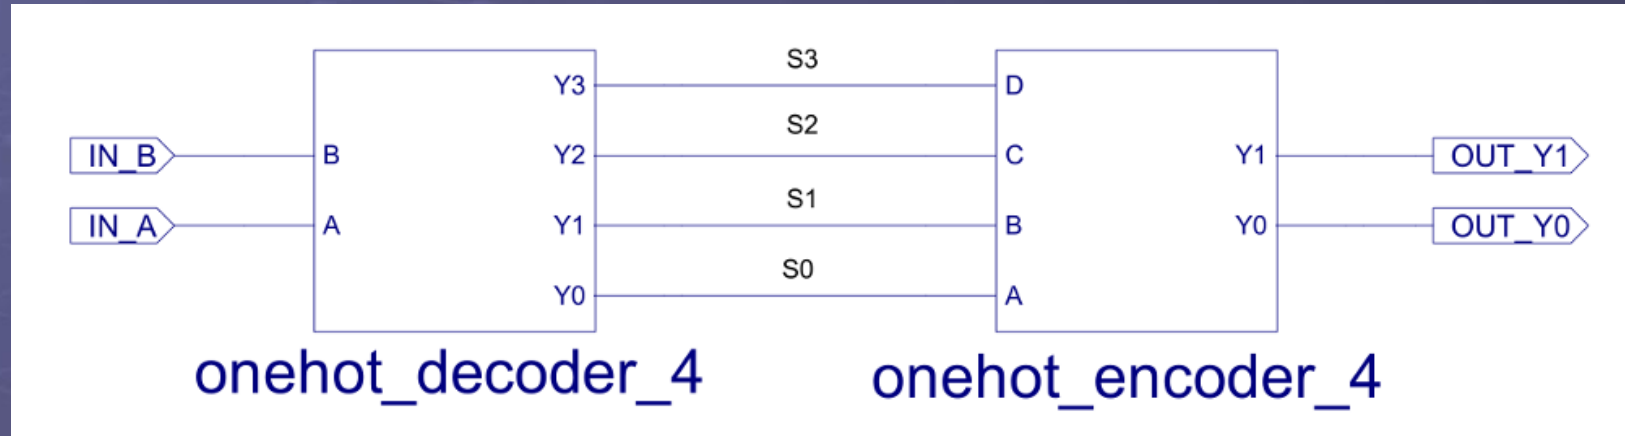 S3
Y3 D
S2
IN_B B Y2 C Y1 OUT_Y1
S1
IN_A A Y1 B Y0 OUT_Y0
S0
Y0 A
onehot_decoder_4 onehot_encoder_4